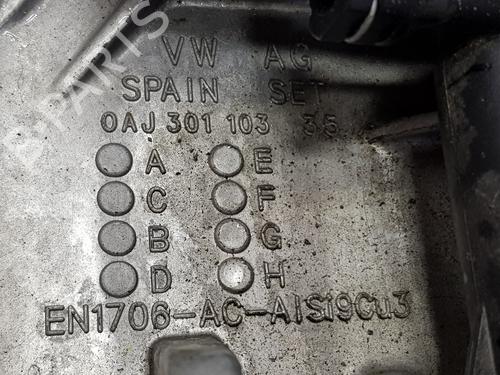 VW AG
SPAIN SET
0AJ 301 103 35
A E
C F
B G
D H
EN1706-AC-AlSi9Cu3
B-PARTS